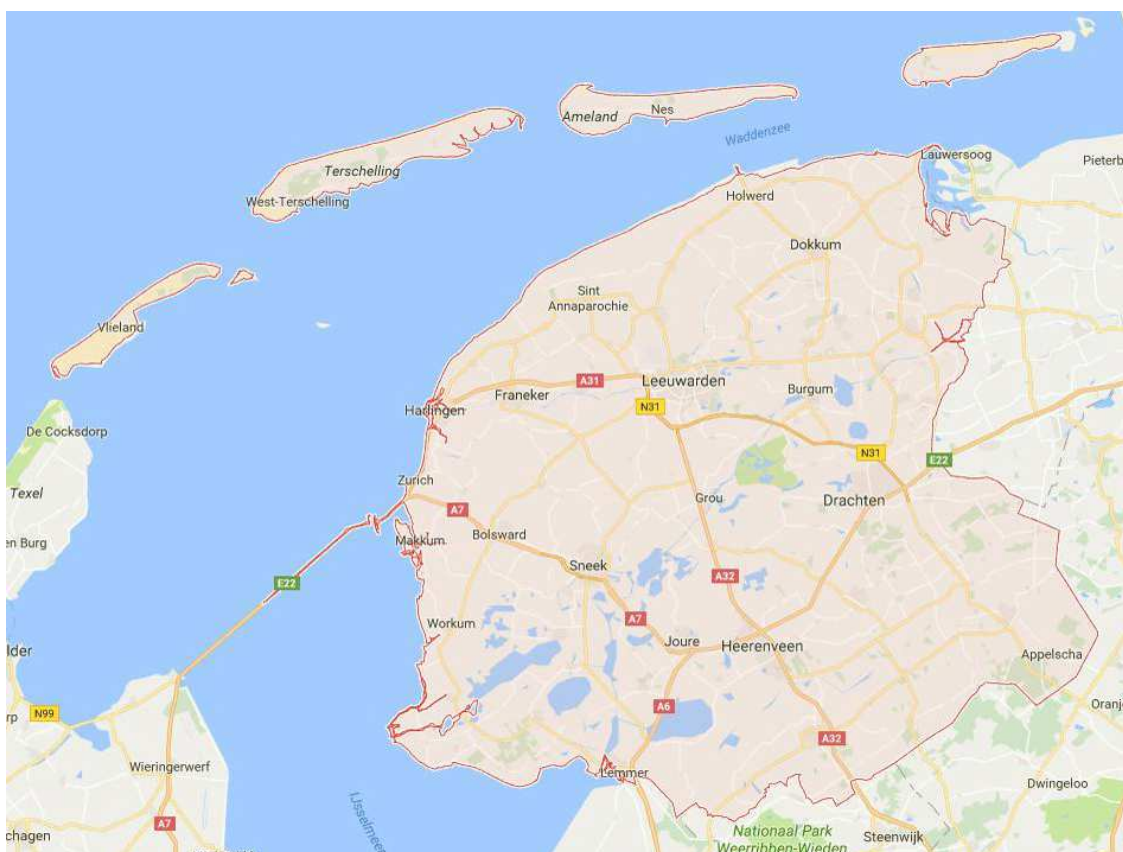 Ameland
Nes
Waddenzee
Lauwersoog
Pieterb
Terschelling
West-Terschelling
Holwerd
Dokkum
Sint
Annaparochie
Vlieland
A31
Leeuwarden
Burgum
Franeker
N31
Harlingen
De Cocksdorp
N31
E22
Zurich
Texel
Grou
Drachten
A7
Bolsward
Makkum
en Burg
Sneek
A32
E22
A7
Workum
Joure
Heerenveen
lder
Appelscha
A6
Oranj
N99
rp
A32
Wieringerwerf
Lemmer
Dwingeloo
IJsselmeer
A7
chagen
Nationaal Park
Weerribben-Wieden
Steenwijk